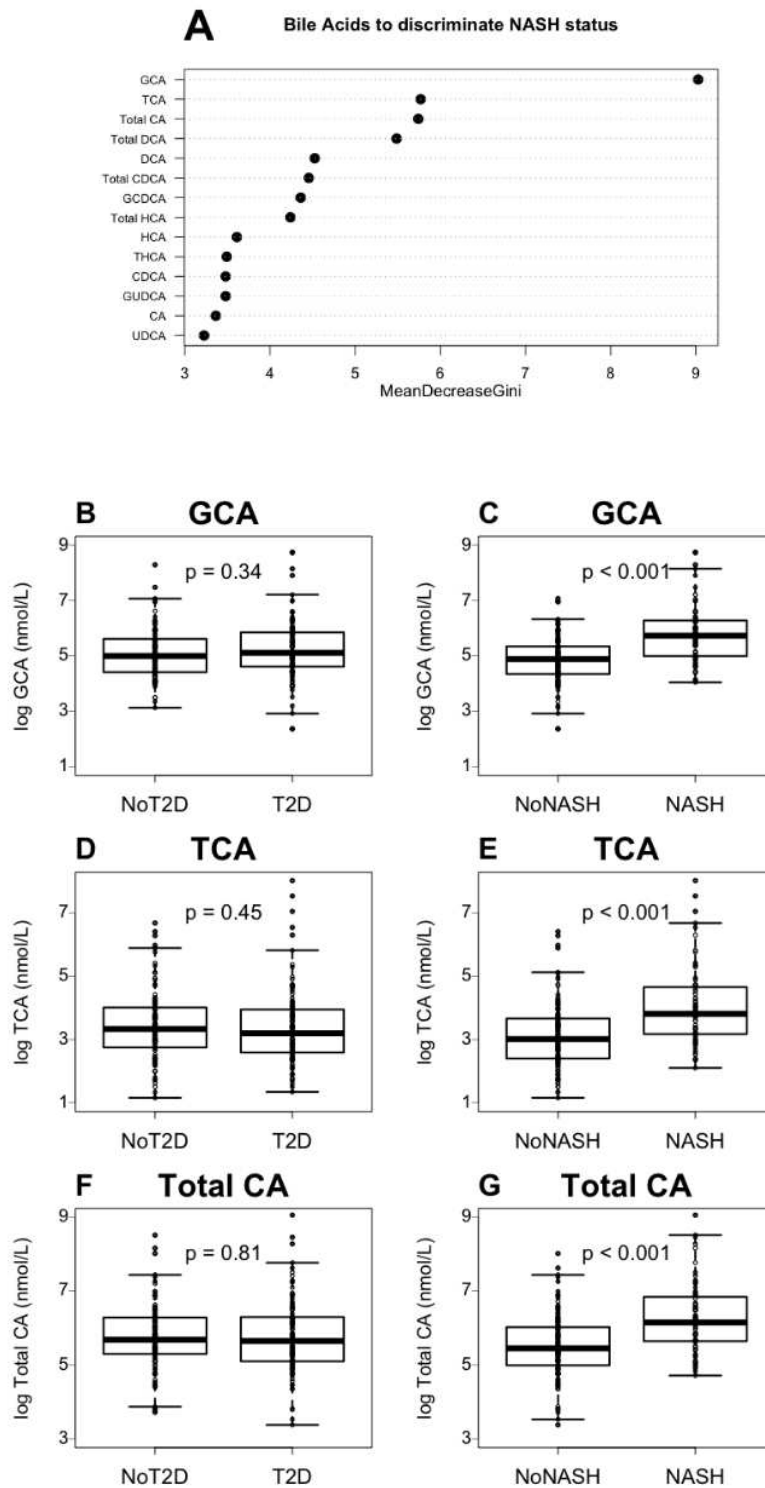 A Bile Acids to discriminate NASH status
GCA
TCA
Total CA
Total DCA
DCA
Total CDCA
GCDCA
Total HCA
HCA
THCA
CDCA
GUDCA
CA
UDCA
3 4 5 6 7 8 9
MeanDecreaseGini
B GCA
p = 0.34
log GCA (nmol/L)
9
7
5
3
1
NoT2D T2D
C GCA
p < 0.001
log GCA (nmol/L)
9
7
5
3
1
NoNASH NASH
D TCA
p = 0.45
log TCA (nmol/L)
7
5
3
1
NoT2D T2D
E TCA
p < 0.001
log TCA (nmol/L)
7
5
3
1
NoNASH NASH
F Total CA
p = 0.81
log Total CA (nmol/L)
9
7
5
3
NoT2D T2D
G Total CA
p < 0.001
log Total CA (nmol/L)
9
7
5
3
NoNASH NASH